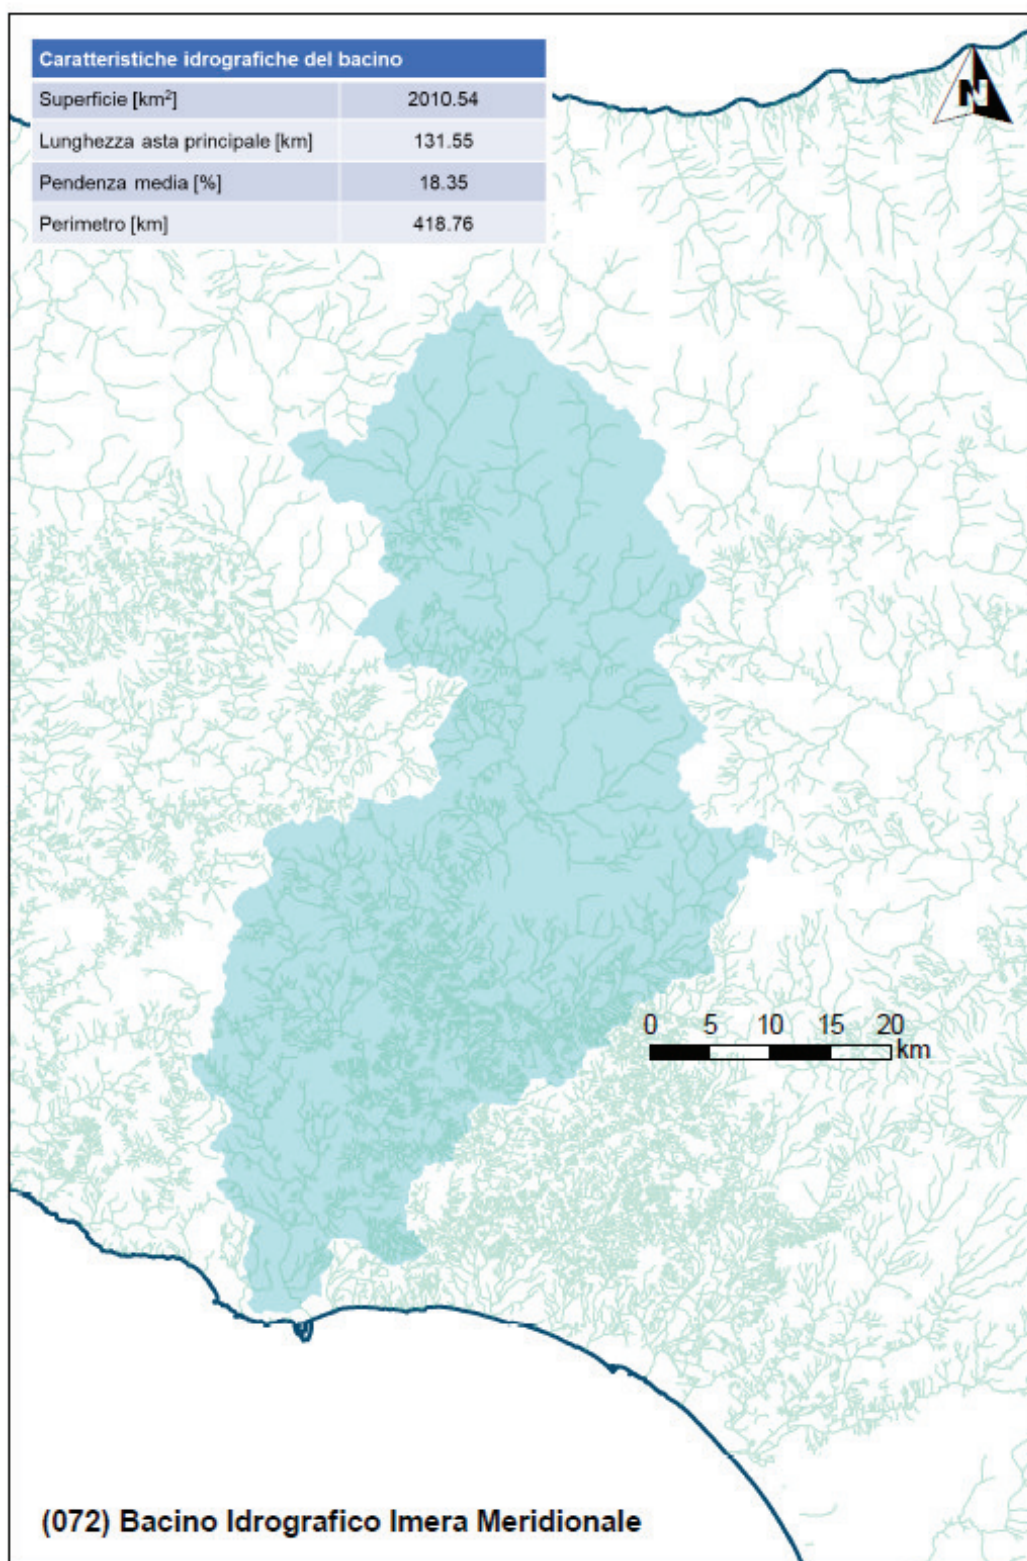 Caratteristiche idrografiche del bacino
Superficie [km²] 2010.54
Lunghezza asta principale [km] 131.55
Pendenza media [%] 18.35
Perimetro [km] 418.76
N
0 5 10 15 20
km
(072) Bacino Idrografico Imera Meridionale